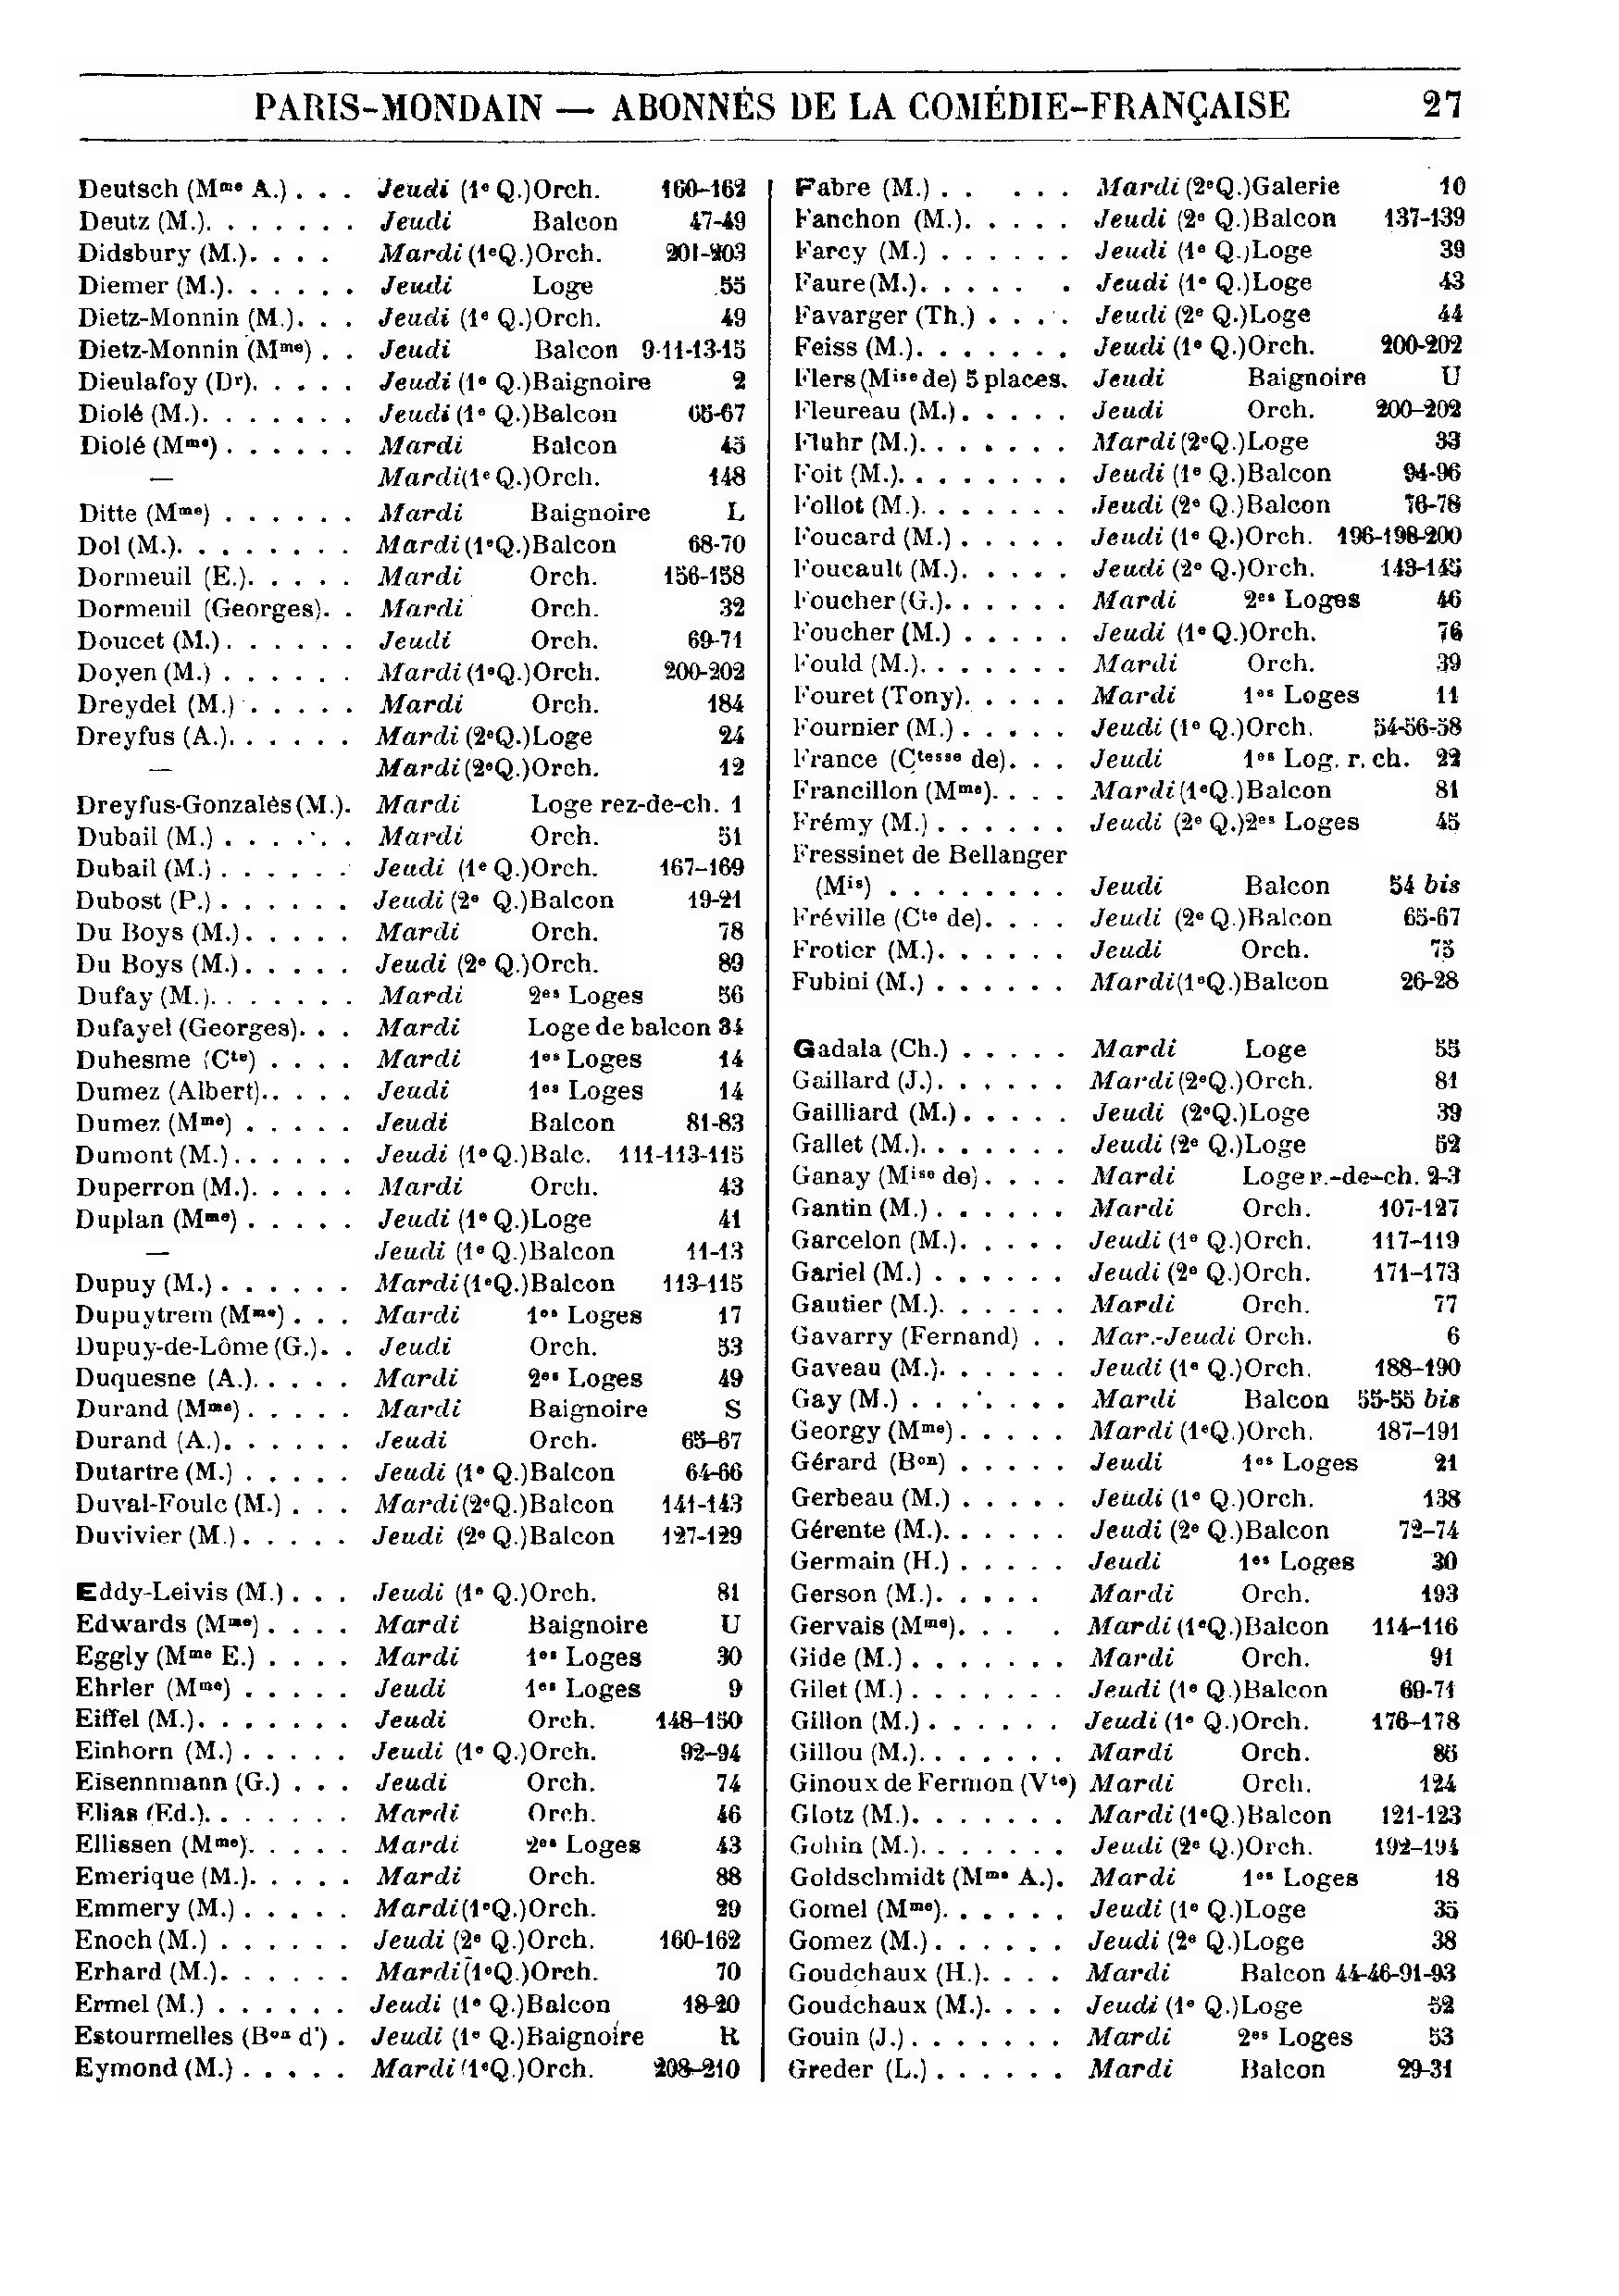 PARIS-MONDAIN — ABONNÉS DE LA COMÉDIE-FRANÇAISE 27
Deutsch (Mme A.) . . . Jeudi (1e Q.) Orch. 160-162
Deutz (M.). . . . . . . Jeudi Balcon 47-49
Didsbury (M.). . . . Mardi (1e Q.) Orch. 201-203
Diemer (M.). . . . . . Jeudi Loge 55
Dietz-Monnin (M.). . . Jeudi (1e Q.) Orch. 49
Dietz-Monnin (Mme) . . Jeudi Balcon 9-11-13-15
Dieulafoy (Dr). . . . . Jeudi (1e Q.) Baignoire 2
Diolé (M.). . . . . . . Jeudi (1e Q.) Balcon 65-67
Diolé (Mme) . . . . . . Mardi Balcon 45
— Mardi (1e Q.) Orch. 148
Ditte (Mme) . . . . . . Mardi Baignoire L
Dol (M.). . . . . . . . Mardi (1e Q.) Balcon 68-70
Dormeuil (E.). . . . . Mardi Orch. 156-158
Dormeuil (Georges). . Mardi Orch. 32
Doucet (M.). . . . . . Jeudi Orch. 69-71
Doyen (M.) . . . . . . Mardi (1e Q.) Orch. 200-202
Dreydel (M.) . . . . . Mardi Orch. 184
Dreyfus (A.). . . . . . Mardi (2e Q.) Loge 24
— Mardi (2e Q.) Orch. 12
Dreyfus-Gonzalès (M.). Mardi Loge rez-de-ch. 1
Dubail (M.) . . . . . . Mardi Orch. 51
Dubail (M.) . . . . . . Jeudi (1e Q.) Orch. 167-169
Dubost (P.) . . . . . . Jeudi (2e Q.) Balcon 19-21
Du Boys (M.). . . . . Mardi Orch. 78
Du Boys (M.). . . . . Jeudi (2e Q.) Orch. 89
Dufay (M.). . . . . . . Mardi 2es Loges 56
Dufayel (Georges). . . Mardi Loge de balcon 34
Duhesme (Cte) . . . . Mardi 1es Loges 14
Dumez (Albert).. . . . Jeudi 1es Loges 14
Dumez (Mme) . . . . . Jeudi Balcon 81-83
Dumont (M.). . . . . . Jeudi (1e Q.) Balc. 111-113-115
Duperron (M.). . . . . Mardi Orch. 43
Duplan (Mme) . . . . . Jeudi (1e Q.) Loge 41
— Jeudi (1e Q.) Balcon 11-13
Dupuy (M.) . . . . . . Mardi (1e Q.) Balcon 113-115
Dupuytrem (Mme) . . . Mardi 1es Loges 17
Dupuy-de-Lôme (G.). . Jeudi Orch. 53
Duquesne (A.). . . . . Mardi 2es Loges 49
Durand (Mme) . . . . . Mardi Baignoire S
Durand (A.). . . . . . Jeudi Orch. 65-67
Dutartre (M.) . . . . . Jeudi (1e Q.) Balcon 64-66
Duval-Foulc (M.) . . . Mardi (2e Q.) Balcon 141-143
Duvivier (M.). . . . . Jeudi (2e Q.) Balcon 127-129
Eddy-Leivis (M.) . . . Jeudi (1e Q.) Orch. 81
Edwards (Mme) . . . . Mardi Baignoire U
Eggly (Mme E.) . . . . Mardi 1es Loges 30
Ehrler (Mme) . . . . . Jeudi 1es Loges 9
Eiffel (M.). . . . . . . Jeudi Orch. 148-150
Einhorn (M.) . . . . . Jeudi (1e Q.) Orch. 92-94
Eisennmann (G.) . . . Jeudi Orch. 74
Elias (Ed.). . . . . . . Mardi Orch. 46
Ellissen (Mme). . . . . Mardi 2es Loges 43
Emerique (M.). . . . . Mardi Orch. 88
Emmery (M.) . . . . . Mardi (1e Q.) Orch. 29
Enoch (M.) . . . . . . Jeudi (2e Q.) Orch. 160-162
Erhard (M.). . . . . . Mardi (1e Q.) Orch. 70
Ermel (M.) . . . . . . Jeudi (1e Q.) Balcon 18-20
Estourmelles (Bon d') . Jeudi (1e Q.) Baignoire R
Eymond (M.) . . . . . Mardi (1e Q.) Orch. 208-210
Fabre (M.) . . . . . Mardi (2e Q.) Galerie 10
Fanchon (M.). . . . . Jeudi (2e Q.) Balcon 137-139
Farcy (M.) . . . . . . Jeudi (1e Q.) Loge 39
Faure (M.). . . . . . Jeudi (1e Q.) Loge 43
Favarger (Th.) . . . . Jeudi (2e Q.) Loge 44
Feiss (M.). . . . . . . Jeudi (1e Q.) Orch. 200-202
Flers (Mise de) 5 places. Jeudi Baignoire U
Fleureau (M.). . . . . Jeudi Orch. 200-202
Fluhr (M.). . . . . . . Mardi (2e Q.) Loge 33
Foit (M.). . . . . . . . Jeudi (1e Q.) Balcon 94-96
Follot (M.). . . . . . . Jeudi (2e Q.) Balcon 76-78
Foucard (M.) . . . . . Jeudi (1e Q.) Orch. 196-198-200
Foucault (M.). . . . . Jeudi (2e Q.) Orch. 143-145
Foucher (G.). . . . . . Mardi 2es Loges 46
Foucher (M.) . . . . . Jeudi (1e Q.) Orch. 76
Fould (M.). . . . . . . Mardi Orch. 39
Fouret (Tony). . . . . Mardi 1es Loges 11
Fournier (M.) . . . . . Jeudi (1e Q.) Orch. 54-56-58
France (Ctesse de). . . Jeudi 1es Log. r. ch. 22
Francillon (Mme). . . . Mardi (1e Q.) Balcon 81
Frémy (M.) . . . . . . Jeudi (2e Q.) 2es Loges 45
Fressinet de Bellanger
(Mis) . . . . . . . . Jeudi Balcon 54 bis
Fréville (Cte de). . . . Jeudi (2e Q.) Balcon 65-67
Frotier (M.). . . . . . Jeudi Orch. 75
Fubini (M.) . . . . . . Mardi (1e Q.) Balcon 26-28
Gadala (Ch.) . . . . . Mardi Loge 55
Gaillard (J.). . . . . . Mardi (2e Q.) Orch. 81
Gailliard (M.). . . . . Jeudi (2e Q.) Loge 39
Gallet (M.). . . . . . . Jeudi (2e Q.) Loge 52
Ganay (Mise de) . . . . Mardi Loge r.-de-ch. 2-3
Gantin (M.) . . . . . . Mardi Orch. 107-127
Garcelon (M.). . . . . Jeudi (1e Q.) Orch. 117-119
Gariel (M.) . . . . . . Jeudi (2e Q.) Orch. 171-173
Gautier (M.). . . . . . Mardi Orch. 77
Gavarry (Fernand) . . Mar.-Jeudi Orch. 6
Gaveau (M.). . . . . . Jeudi (1e Q.) Orch. 188-190
Gay (M.) . . . . . . . Mardi Balcon 55-55 bis
Georgy (Mme) . . . . . Mardi (1e Q.) Orch. 187-191
Gérard (Bon) . . . . . Jeudi 1es Loges 21
Gerbeau (M.) . . . . . Jeudi (1e Q.) Orch. 138
Gérente (M.). . . . . . Jeudi (2e Q.) Balcon 72-74
Germain (H.) . . . . . Jeudi 1es Loges 30
Gerson (M.). . . . . Mardi Orch. 193
Gervais (Mme). . . . Mardi (1e Q.) Balcon 114-116
Gide (M.) . . . . . . . Mardi Orch. 91
Gilet (M.) . . . . . . . Jeudi (1e Q.) Balcon 69-71
Gillon (M.) . . . . . . Jeudi (1e Q.) Orch. 176-178
Gillou (M.). . . . . . . Mardi Orch. 85
Ginoux de Fermon (Vte) Mardi Orch. 124
Glotz (M.). . . . . . . Mardi (1e Q.) Balcon 121-123
Gohin (M.). . . . . . . Jeudi (2e Q.) Orch. 192-194
Goldschmidt (Mme A.). Mardi 1es Loges 18
Gomel (Mme). . . . . . Jeudi (1e Q.) Loge 35
Gomez (M.). . . . . . Jeudi (2e Q.) Loge 38
Goudchaux (H.). . . . Mardi Balcon 44-46-91-93
Goudchaux (M.). . . . Jeudi (1e Q.) Loge 52
Gouin (J.) . . . . . . . Mardi 2es Loges 53
Greder (L.) . . . . . . Mardi Balcon 29-31